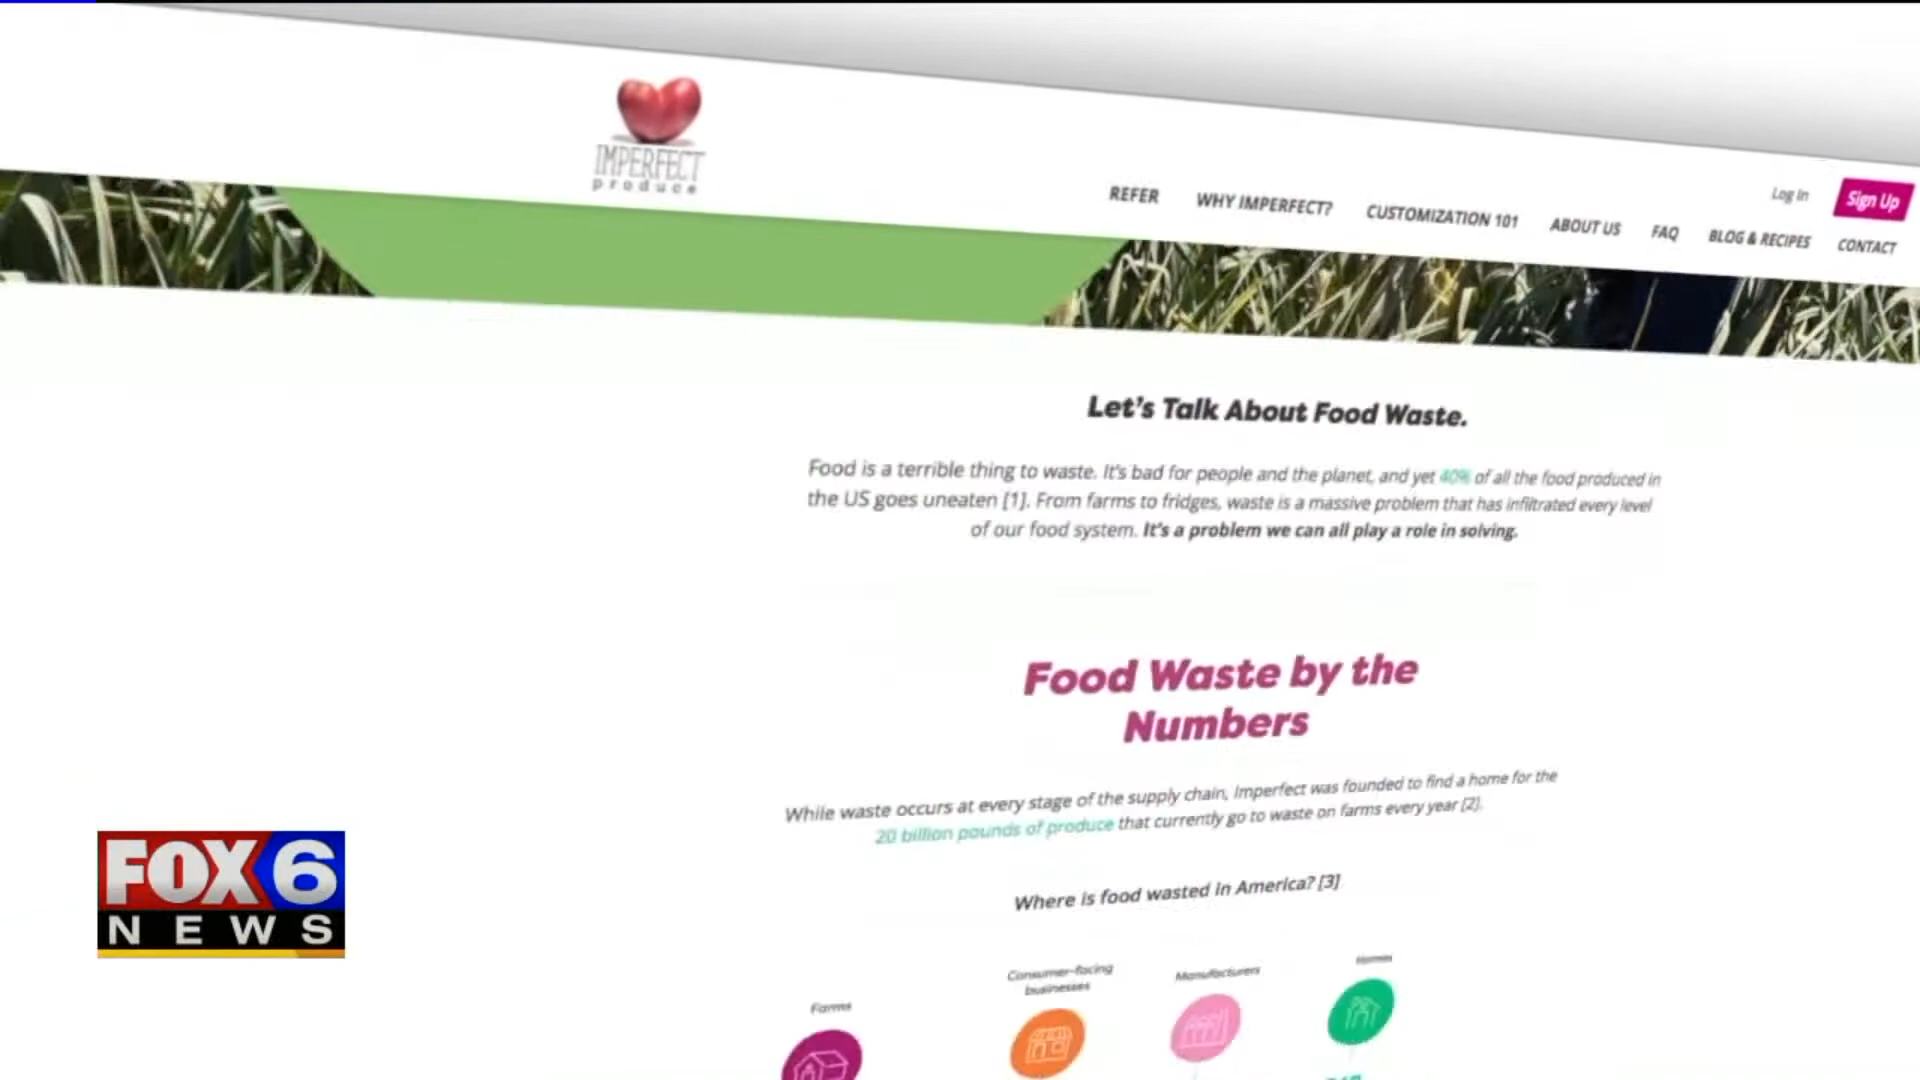 IMPERFECT
produce
Log In
Sign Up
REFER
WHY IMPERFECT?
CUSTOMIZATION 101
ABOUT US
FAQ
BLOG & RECIPES
CONTACT
Let's Talk About Food Waste.
Food is a terrible thing to waste. It's bad for people and the planet, and yet 40% of all the food produced in
the US goes uneaten [1]. From farms to fridges, waste is a massive problem that has infiltrated every level
of our food system. It's a problem we can all play a role in solving.
Food Waste by the
Numbers
While waste occurs at every stage of the supply chain, Imperfect was founded to find a home for the
20 billion pounds of produce that currently go to waste on farms every year [2].
Where is food wasted in America? [3]
Farms
Consumer-facing
businesses
Manufacturers
Homes
FOX 6
NEWS